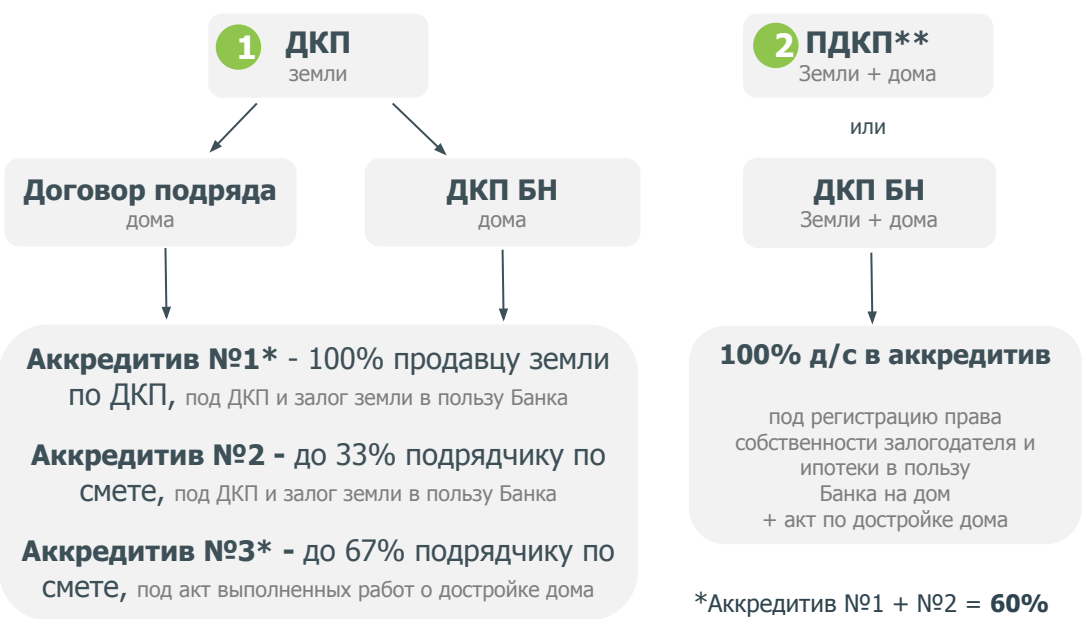 1 ДКП
земли
Договор подряда
дома
ДКП БН
дома
Аккредитив №1* - 100% продавцу земли
по ДКП, под ДКП и залог земли в пользу Банка
Аккредитив №2 - до 33% подрядчику по
смете, под ДКП и залог земли в пользу Банка
Аккредитив №3* - до 67% подрядчику по
смете, под акт выполненных работ о достройке дома
2 ПДКП**
Земли + дома
или
ДКП БН
Земли + дома
100% д/с в аккредитив
под регистрацию права
собственности залогодателя и
ипотеки в пользу
Банка на дом
+ акт по достройке дома
*Аккредитив №1 + №2 = 60%